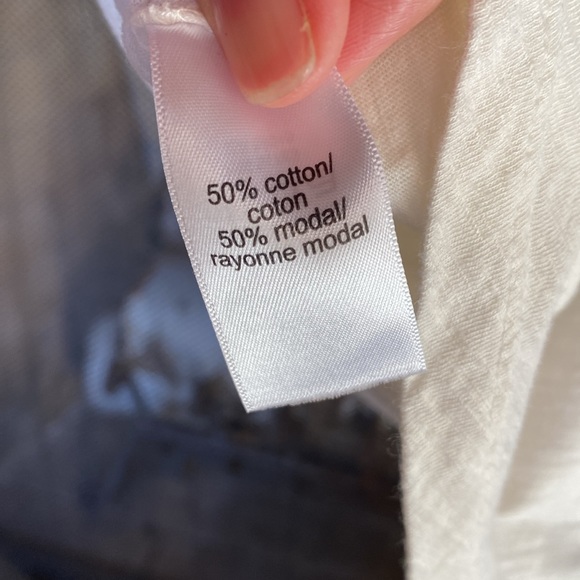 50% cotton/
coton
50% modal/
rayonne modal